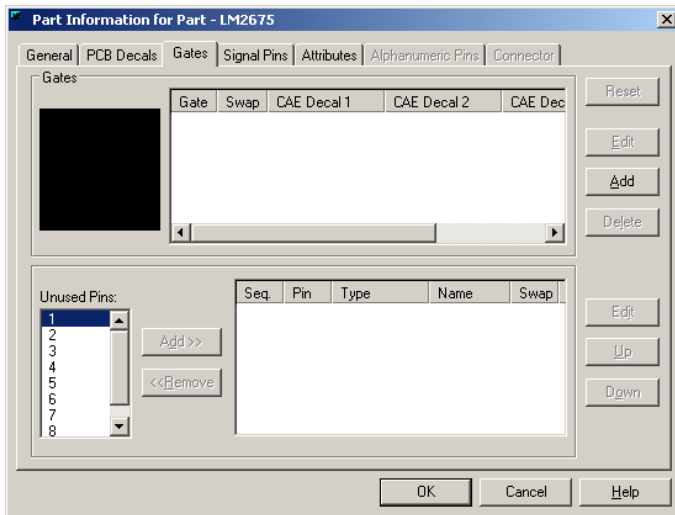 Part Information for Part - LM2675
General PCB Decals Gates Signal Pins Attributes Alphanumeric Pins Connector
Gates
Gate Swap CAE Decal 1 CAE Decal 2 CAE Dec
Reset
Edit
Add
Delete
Unused Pins:
1
2
3
4
5
6
7
8
Add >>
<<Remove
Seq. Pin Type Name Swap
Edit
Up
Down
OK Cancel Help